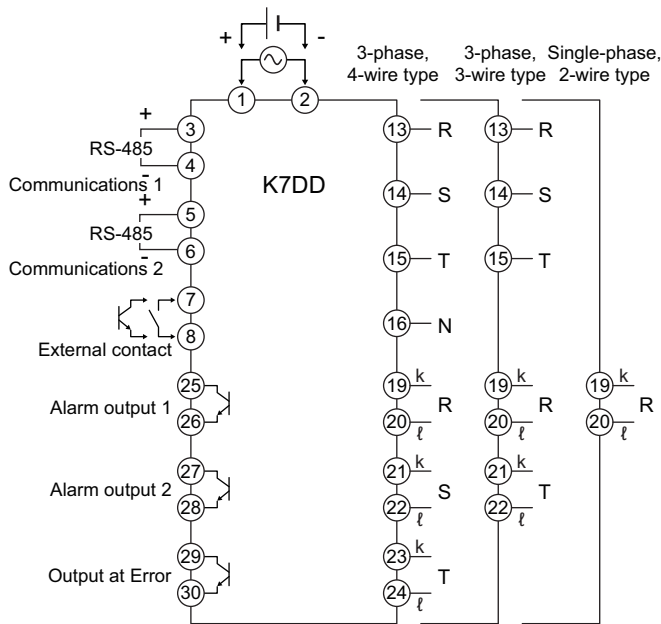 + -
3-phase, 3-phase, Single-phase,
4-wire type 3-wire type 2-wire type
1 2
+
3 13 R 13 R
RS-485
4
K7DD
Communications 1 -
14 S 14 S
+
5
RS-485
6 15 T 15 T
Communications 2 -
7
16 N
8
External contact
25 19 k 19 k 19 k
Alarm output 1 R R R
26 20 ℓ 20 ℓ 20 ℓ
27 21 k 21 k
Alarm output 2 S T
28 22 ℓ 22 ℓ
29 23 k
Output at Error T
30 24 ℓ